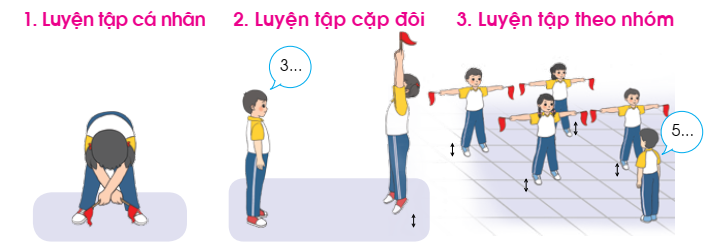 1. Luyện tập cá nhân
2. Luyện tập cặp đôi
3. Luyện tập theo nhóm
3...
5...